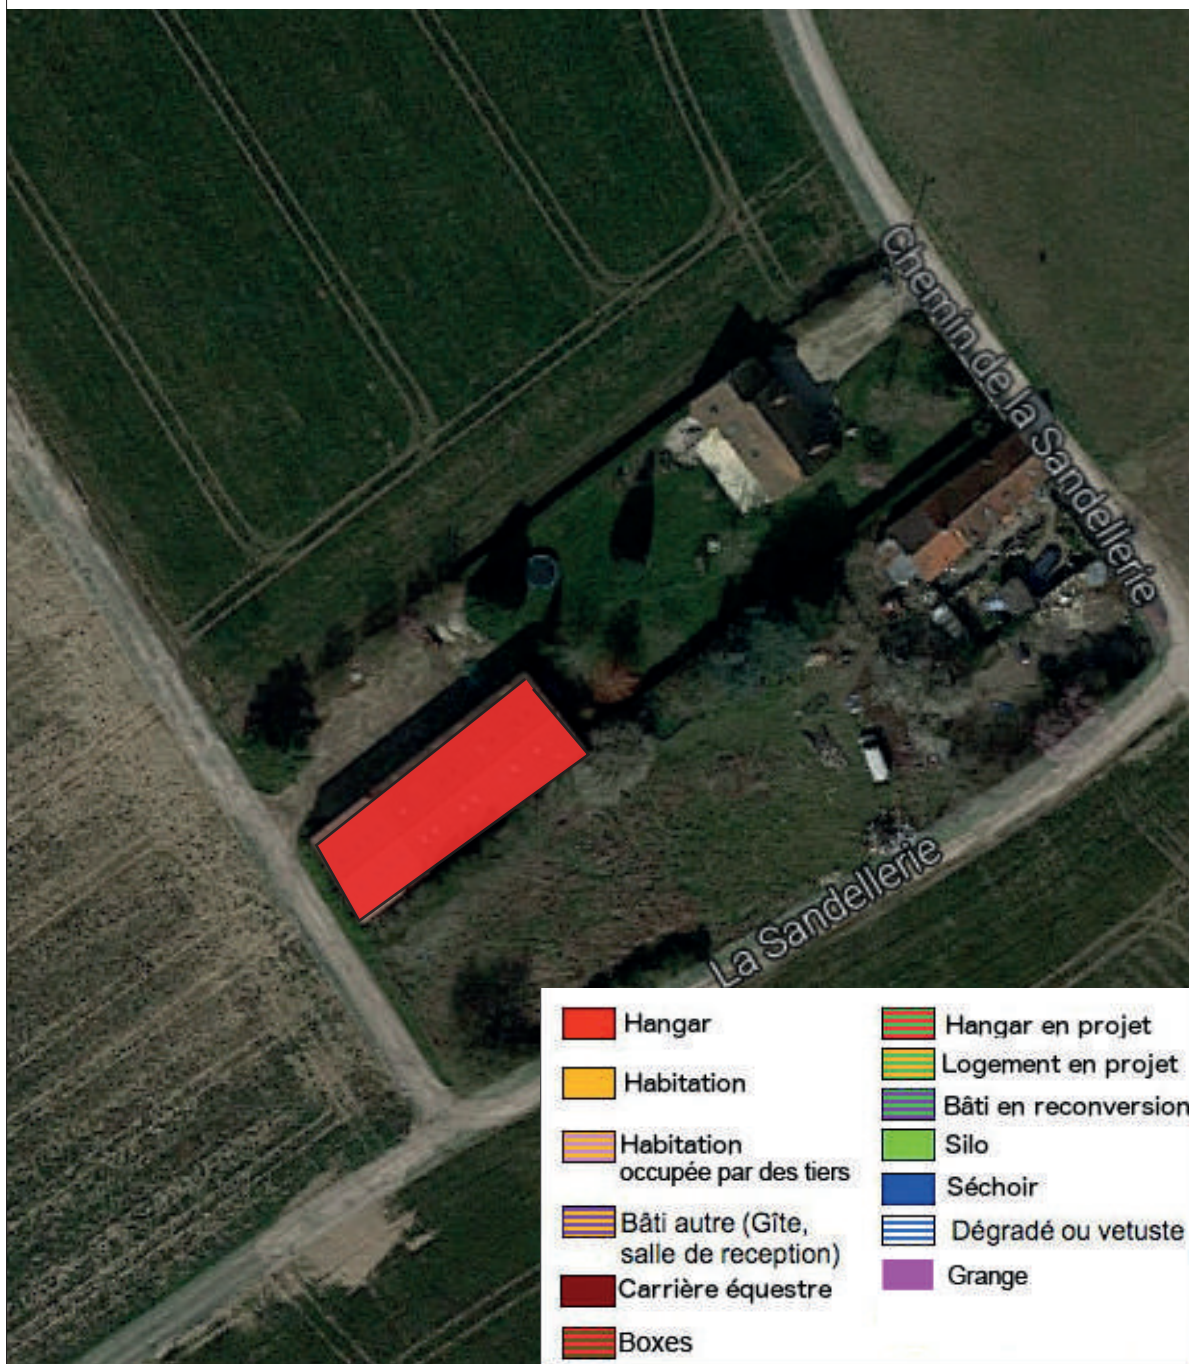 Chemin de la Sandellerie
La Sandellerie
Hangar
Habitation
Habitation
occupée par des tiers
Bâti autre (Gîte,
salle de reception)
Carrière équestre
Boxes
Hangar en projet
Logement en projet
Bâti en reconversion
Silo
Séchoir
Dégradé ou vetuste
Grange